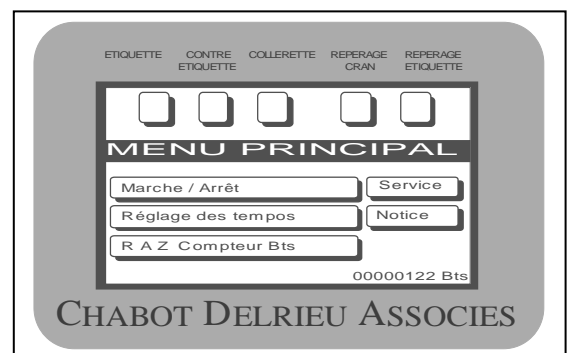 ETIQUETTE CONTRE ETIQUETTE COLLERETTE REPERAGE CRAN REPERAGE ETIQUETTE
MENU PRINCIPAL
Marche / Arrêt Service
Réglage des tempos Notice
R A Z Compteur Bts
00000122 Bts
CHABOT DELRIEU ASSOCIES